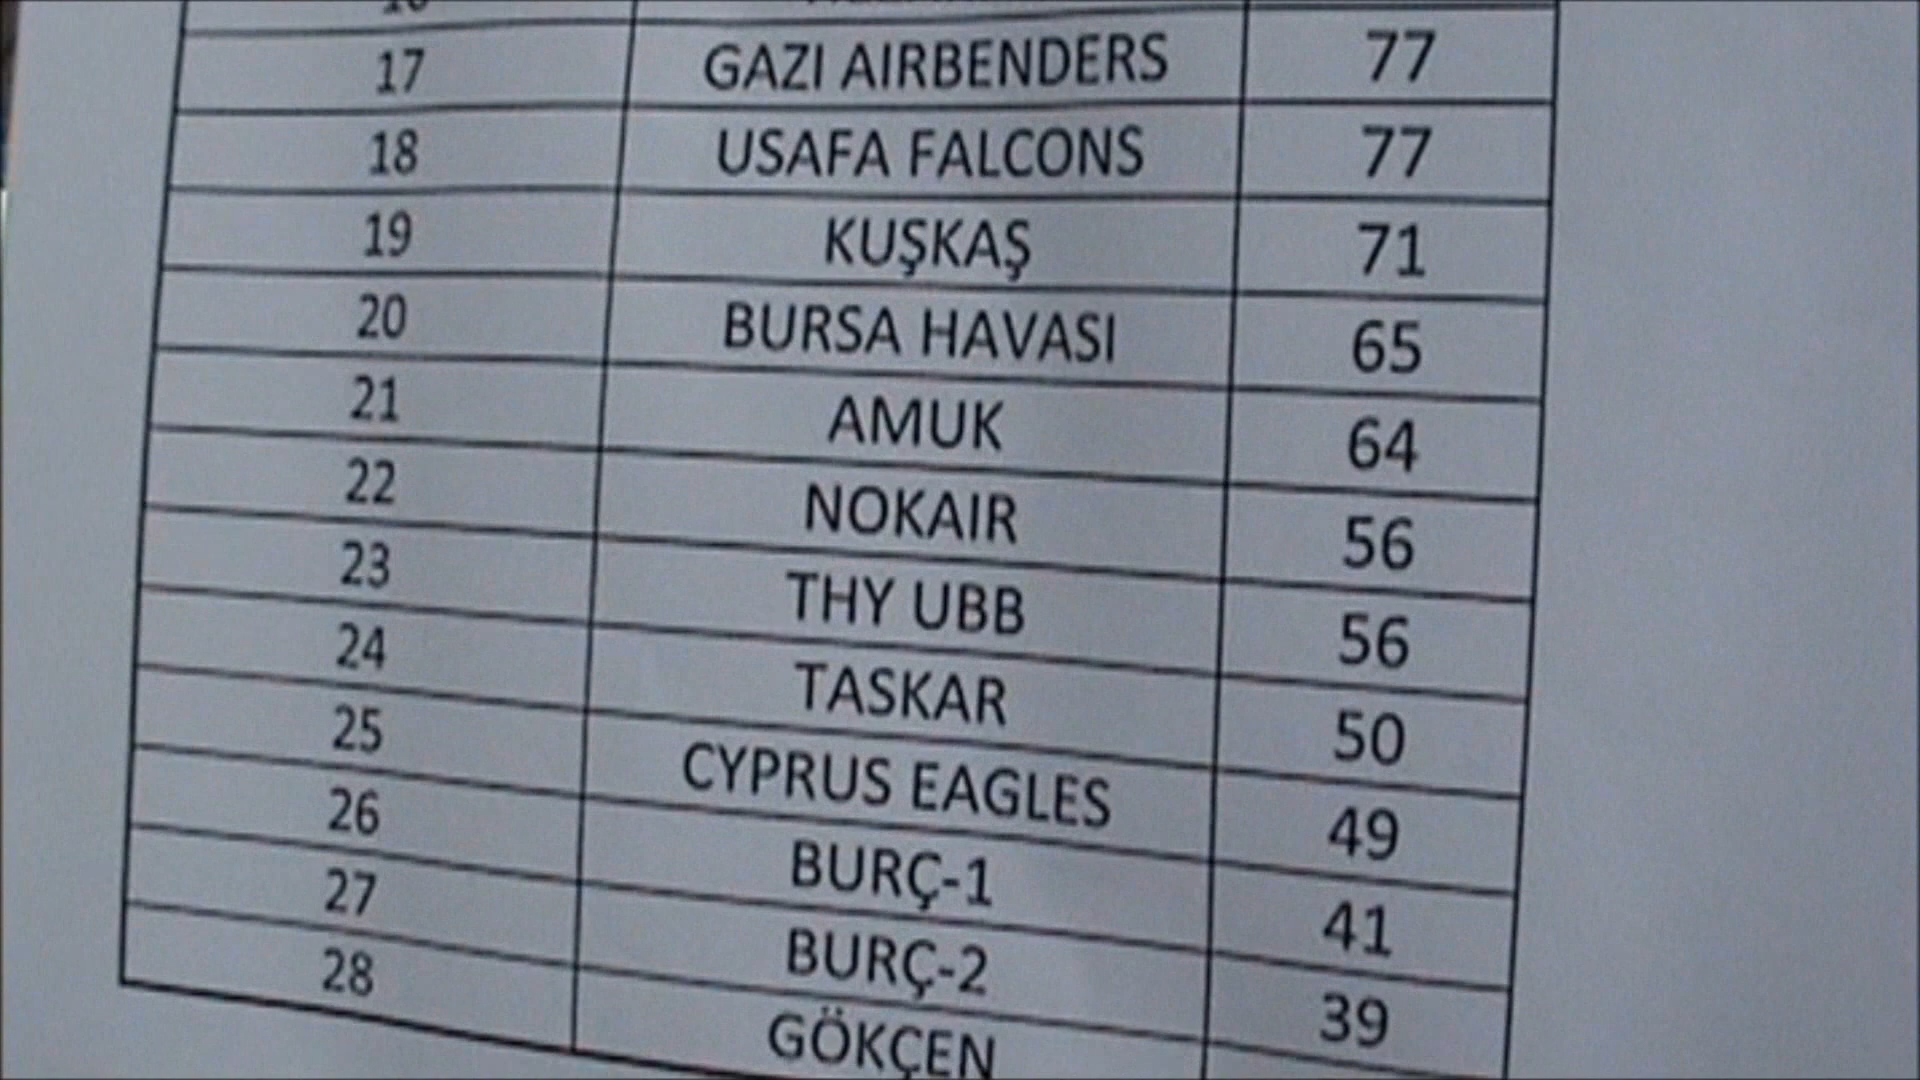 17 GAZI AIRBENDERS 77
18 USAFA FALCONS 77
19 KUŞKAŞ 71
20 BURSA HAVASI 65
21 AMUK 64
22 NOKAIR 56
23 THY UBB 56
24 TASKAR 50
25 CYPRUS EAGLES 49
26 BURÇ-1 41
27 BURÇ-2 39
28 GÖKÇEN